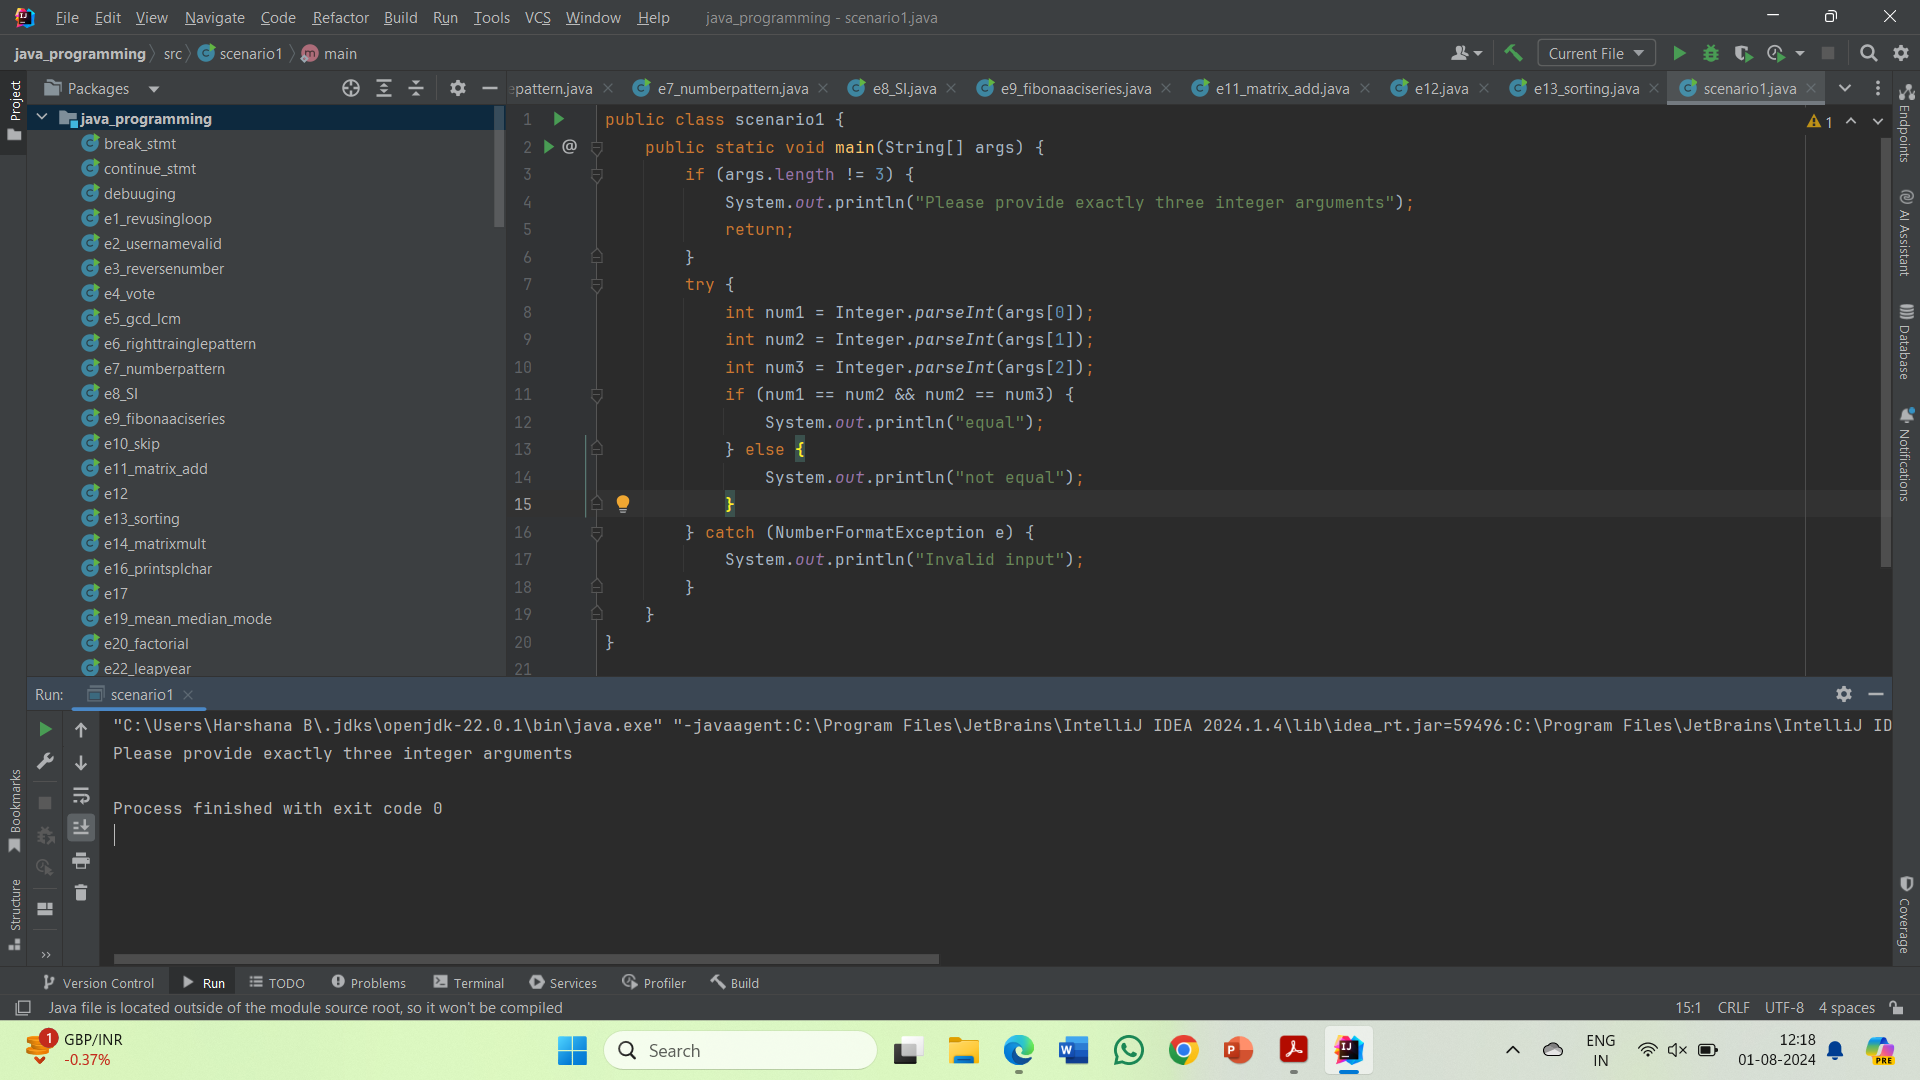 File Edit View Navigate Code Refactor Build Run Tools VCS Window Help java_programming - scenario1.java
java_programming src scenario1 main
Current File
Project
Packages
pattern.java e7_numberpattern.java e8_SI.java e9_fibonaaciseries.java e11_matrix_add.java e12.java e13_sorting.java scenario1.java
java_programming
break_stmt
continue_stmt
debuuging
e1_revusingloop
e2_usernamevalid
e3_reversenumber
e4_vote
e5_gcd_lcm
e6_righttrainglepattern
e7_numberpattern
e8_SI
e9_fibonaaciseries
e10_skip
e11_matrix_add
e12
e13_sorting
e14_matrixmult
e16_printsplchar
e17
e19_mean_median_mode
e20_factorial
e22_leapyear
1 public class scenario1 {
2 @ public static void main(String[] args) {
3 if (args.length != 3) {
4 System.out.println("Please provide exactly three integer arguments");
5 return;
6 }
7 try {
8 int num1 = Integer.parseInt(args[0]);
9 int num2 = Integer.parseInt(args[1]);
10 int num3 = Integer.parseInt(args[2]);
11 if (num1 == num2 && num2 == num3) {
12 System.out.println("equal");
13 } else {
14 System.out.println("not equal");
15 }
16 } catch (NumberFormatException e) {
17 System.out.println("Invalid input");
18 }
19 }
20 }
21
1
Endpoints
AI Assistant
Database
Notifications
Coverage
Run: scenario1
"C:\Users\Harshana B\.jdks\openjdk-22.0.1\bin\java.exe" "-javaagent:C:\Program Files\JetBrains\IntelliJ IDEA 2024.1.4\lib\idea_rt.jar=59496:C:\Program Files\JetBrains\IntelliJ ID
Please provide exactly three integer arguments
Process finished with exit code 0
Bookmarks
Structure
Version Control Run TODO Problems Terminal Services Profiler Build
Java file is located outside of the module source root, so it won't be compiled 15:1 CRLF UTF-8 4 spaces
1 GBP/INR
-0.37%
Search
ENG
IN
12:18
01-08-2024
PRE